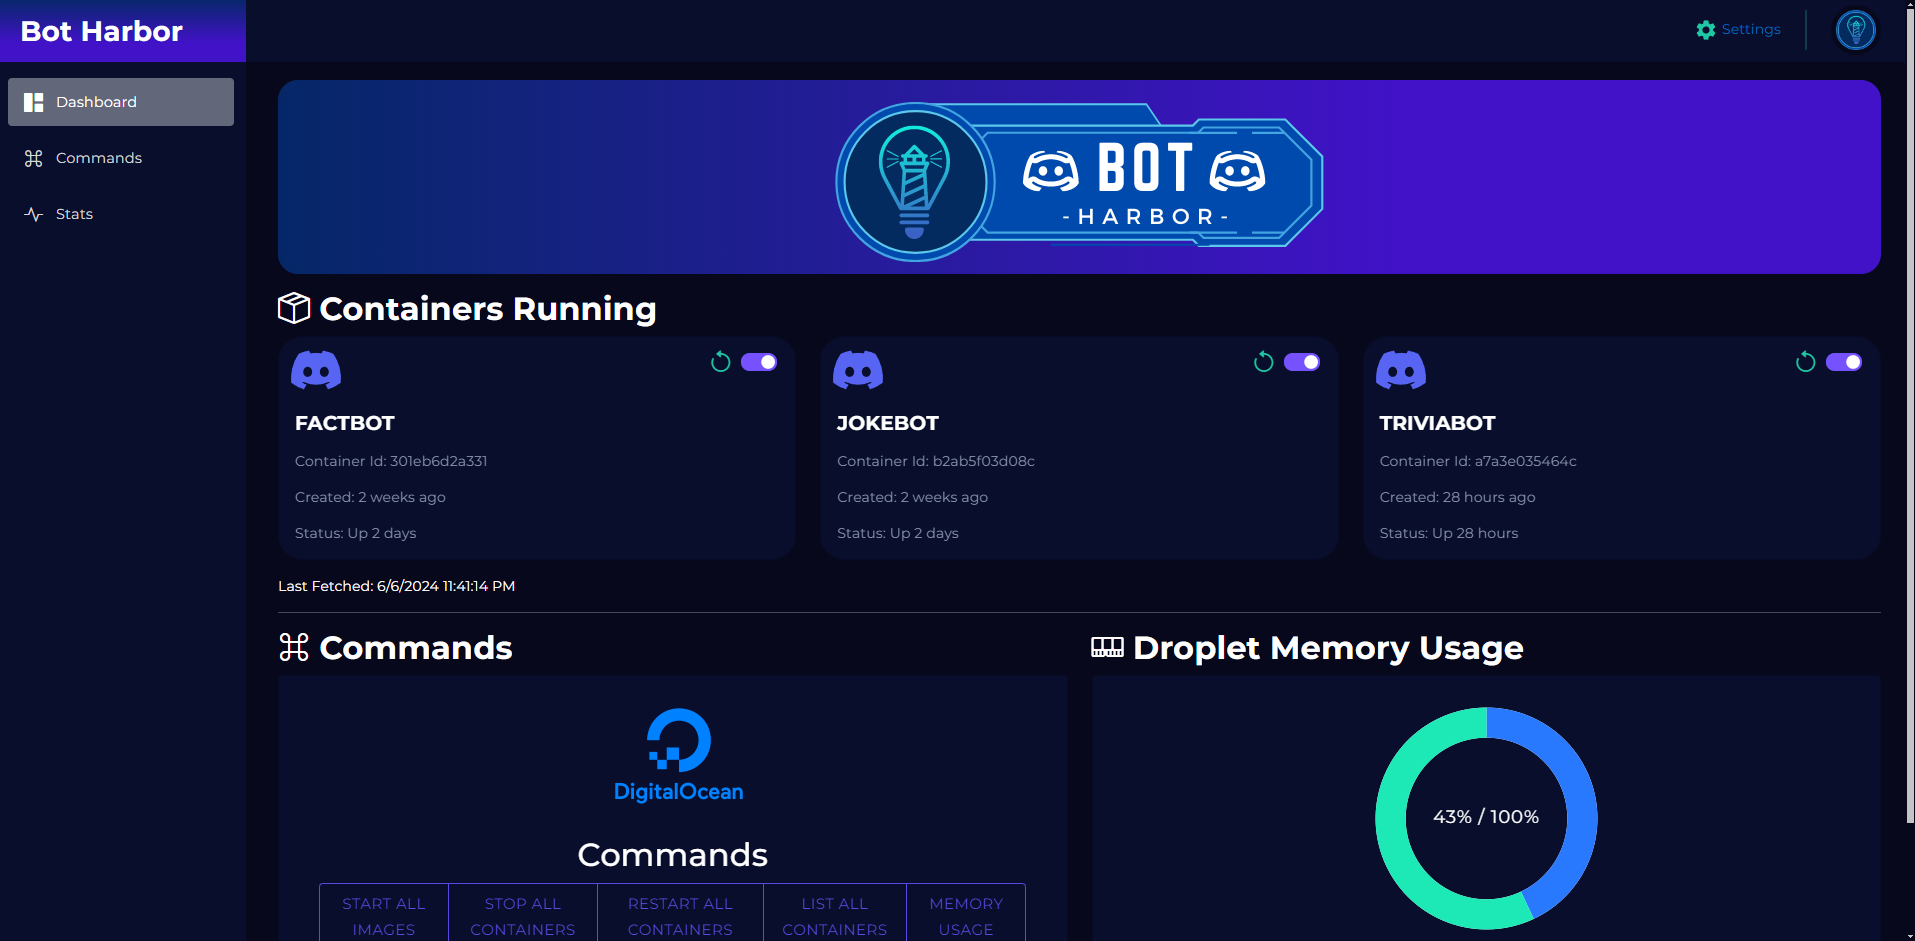 Bot Harbor
Settings
Dashboard
Commands
Stats
BOT
-HARBOR-
Containers Running
FACTBOT
Container Id: 301eb6d2a331
Created: 2 weeks ago
Status: Up 2 days
JOKEBOT
Container Id: b2ab5f03d08c
Created: 2 weeks ago
Status: Up 2 days
TRIVIABOT
Container Id: a7a3e035464c
Created: 28 hours ago
Status: Up 28 hours
Last Fetched: 6/6/2024 11:41:14 PM
Commands
DigitalOcean
Commands
START ALL
IMAGES
STOP ALL
CONTAINERS
RESTART ALL
CONTAINERS
LIST ALL
CONTAINERS
MEMORY
USAGE
Droplet Memory Usage
43% / 100%